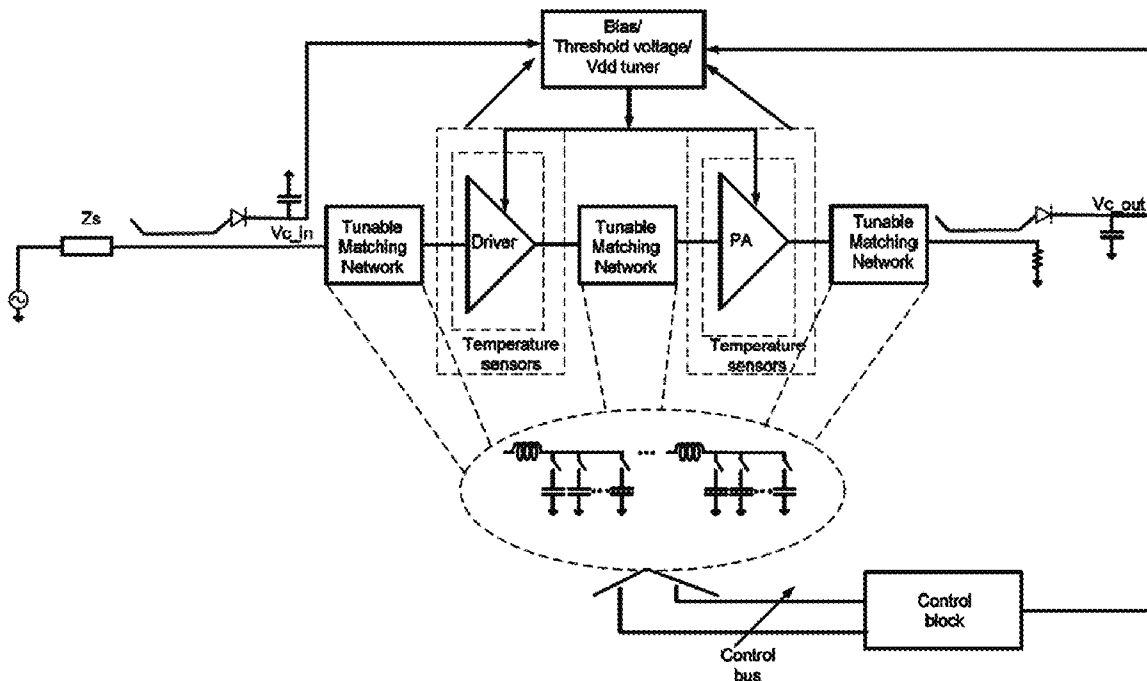 Bias/
Threshold voltage/
Vdd tuner
Zs
Vc_in
Vc_out
Tunable
Matching
Network
Driver
Tunable
Matching
Network
PA
Tunable
Matching
Network
Temperature
sensors
Temperature
sensors
Control
block
Control
bus